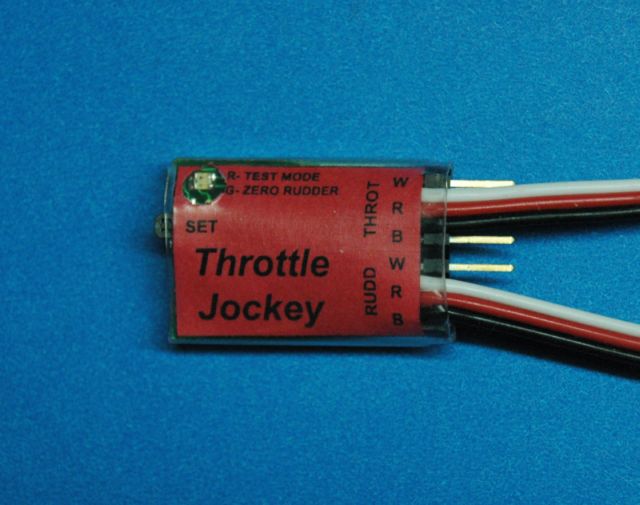 R- TEST MODE
G- ZERO RUDDER
SET
Throttle
Jockey
THROT
W
R
B
RUDD
W
R
B